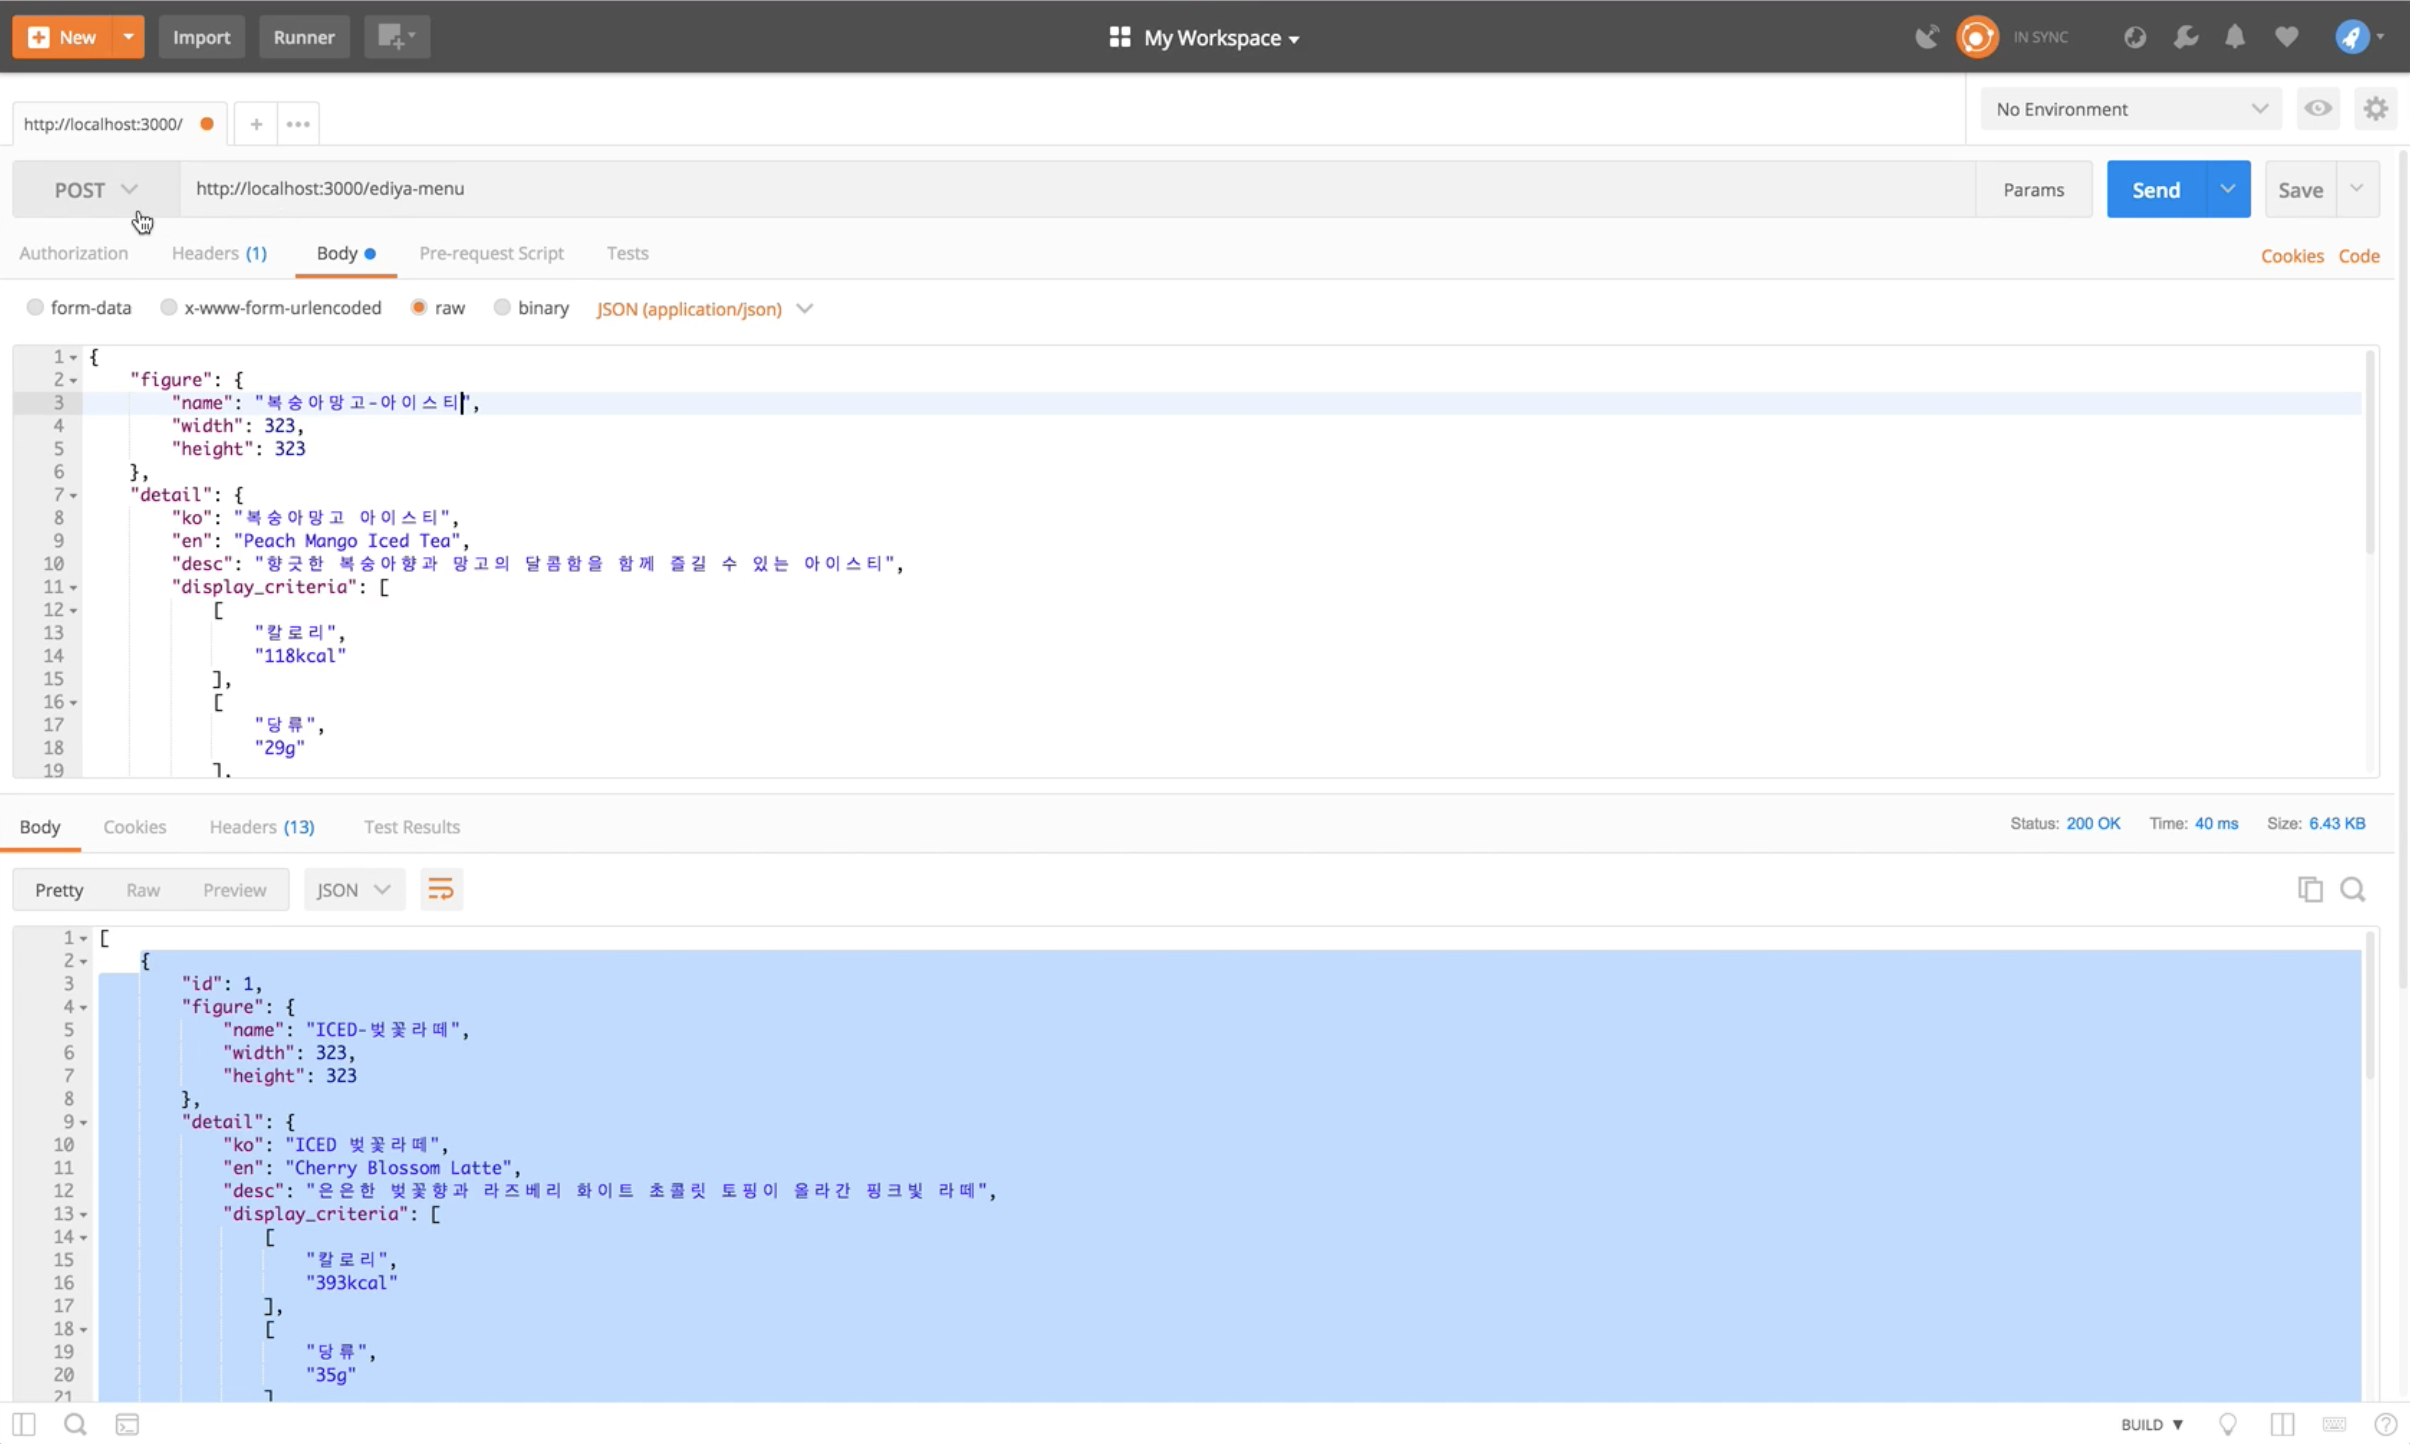 New Import Runner My Workspace IN SYNC
http://localhost:3000/ No Environment
POST http://localhost:3000/ediya-menu Params Send Save
Authorization Headers (1) Body Pre-request Script Tests Cookies Code
form-data x-www-form-urlencoded raw binary JSON (application/json)
1 {
2 "figure": {
3 "name": "복숭아망고-아이스티",
4 "width": 323,
5 "height": 323
6 },
7 "detail": {
8 "ko": "복숭아망고 아이스티",
9 "en": "Peach Mango Iced Tea",
10 "desc": "향긋한 복숭아향과 망고의 달콤함을 함께 즐길 수 있는 아이스티",
11 "display_criteria": [
12 [
13 "칼로리",
14 "118kcal"
15 ],
16 [
17 "당류",
18 "29g"
19 ],
Body Cookies Headers (13) Test Results Status: 200 OK Time: 40 ms Size: 6.43 KB
Pretty Raw Preview JSON
1 [
2 {
3 "id": 1,
4 "figure": {
5 "name": "ICED-벚꽃라떼",
6 "width": 323,
7 "height": 323
8 },
9 "detail": {
10 "ko": "ICED 벚꽃라떼",
11 "en": "Cherry Blossom Latte",
12 "desc": "은은한 벚꽃향과 라즈베리 화이트 초콜릿 토핑이 올라간 핑크빛 라떼",
13 "display_criteria": [
14 [
15 "칼로리",
16 "393kcal"
17 ],
18 [
19 "당류",
20 "35g"
21 ]
BUILD